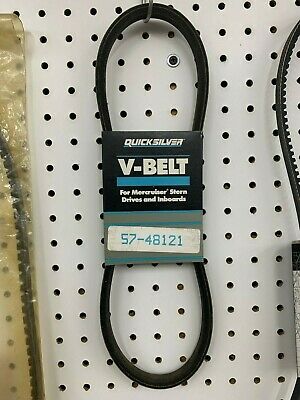 QUICKSILVER
V-BELT
For Mercruiser Stern
Drives and Inboards
57-48121